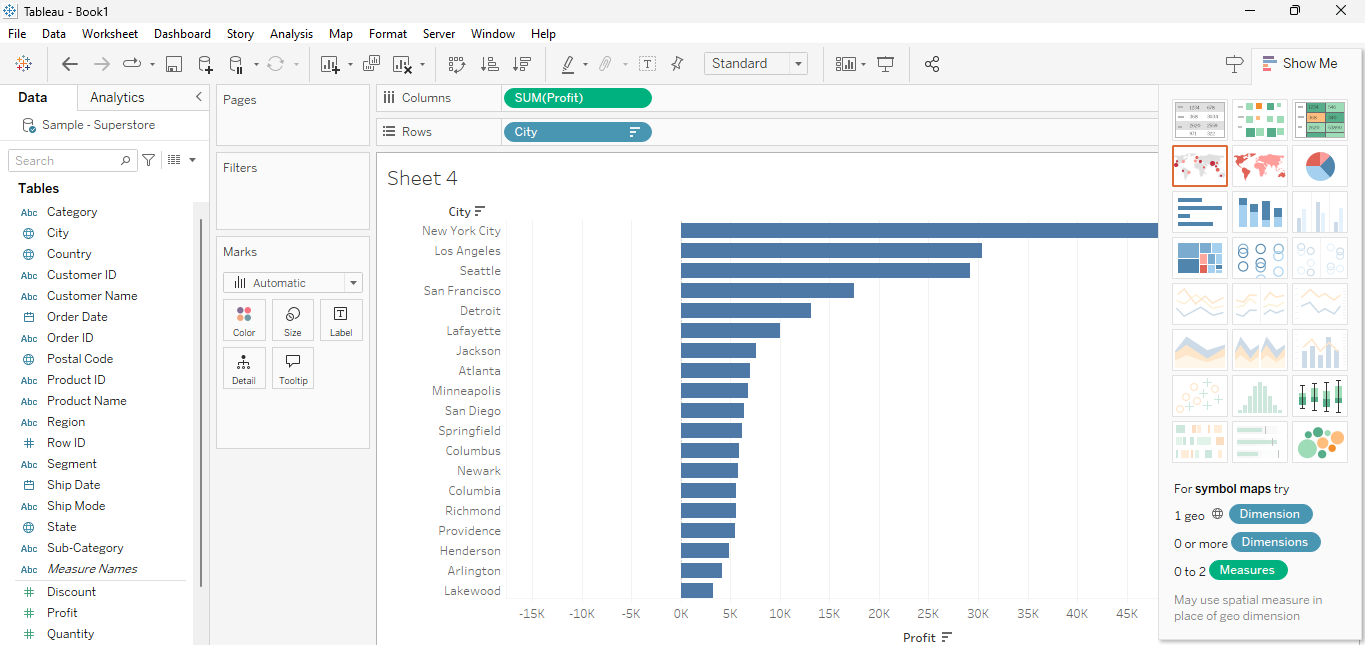 Tableau - Book1
File Data Worksheet Dashboard Story Analysis Map Format Server Window Help
Standard
Show Me
Data Analytics
Sample - Superstore
Search
Tables
Abc Category
City
Country
Abc Customer ID
Abc Customer Name
Order Date
Abc Order ID
Postal Code
Abc Product ID
Abc Product Name
Abc Region
Row ID
Abc Segment
Ship Date
Abc Ship Mode
State
Abc Sub-Category
Abc Measure Names
Discount
Profit
Quantity
Pages
Filters
Marks
Automatic
Color Size Label
Detail Tooltip
Columns SUM(Profit)
Rows City
Sheet 4
City
New York City
Los Angeles
Seattle
San Francisco
Detroit
Lafayette
Jackson
Atlanta
Minneapolis
San Diego
Springfield
Columbus
Newark
Columbia
Richmond
Providence
Henderson
Arlington
Lakewood
-15K -10K -5K 0K 5K 10K 15K 20K 25K 30K 35K 40K 45K
Profit
For symbol maps try
1 geo Dimension
0 or more Dimensions
0 to 2 Measures
May use spatial measure in
place of geo dimension